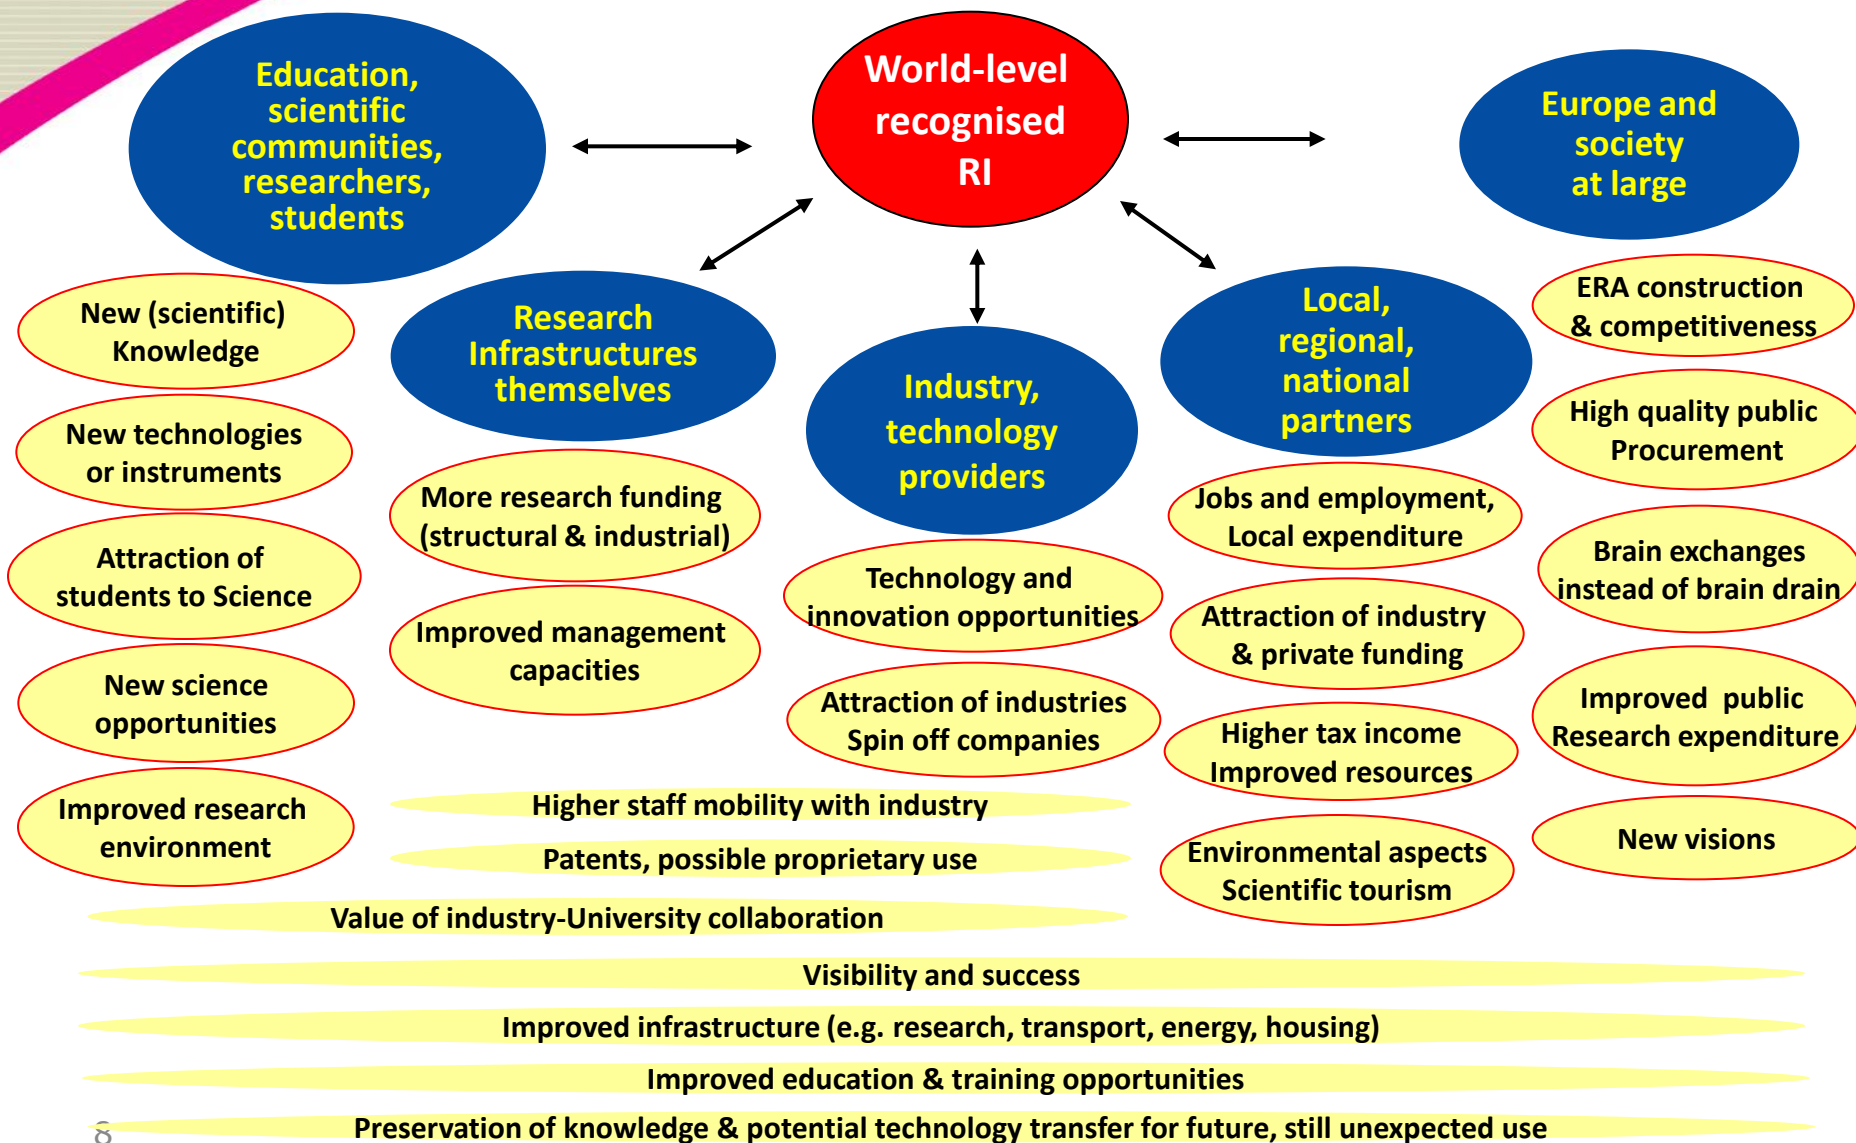 World-level
recognised
RI
Education,
scientific
communities,
researchers,
students
New (scientific)
Knowledge
New technologies
or instruments
Attraction of
students to Science
New science
opportunities
Improved research
environment
Research
Infrastructures
themselves
More research funding
(structural & industrial)
Improved management
capacities
Industry,
technology
providers
Technology and
innovation opportunities
Attraction of industries
Spin off companies
Local,
regional,
national
partners
Jobs and employment,
Local expenditure
Attraction of industry
& private funding
Higher tax income
Improved resources
Environmental aspects
Scientific tourism
Europe and
society
at large
ERA construction
& competitiveness
High quality public
Procurement
Brain exchanges
instead of brain drain
Improved public
Research expenditure
New visions
Higher staff mobility with industry
Patents, possible proprietary use
Value of industry-University collaboration
Visibility and success
Improved infrastructure (e.g. research, transport, energy, housing)
Improved education & training opportunities
Preservation of knowledge & potential technology transfer for future, still unexpected use
8